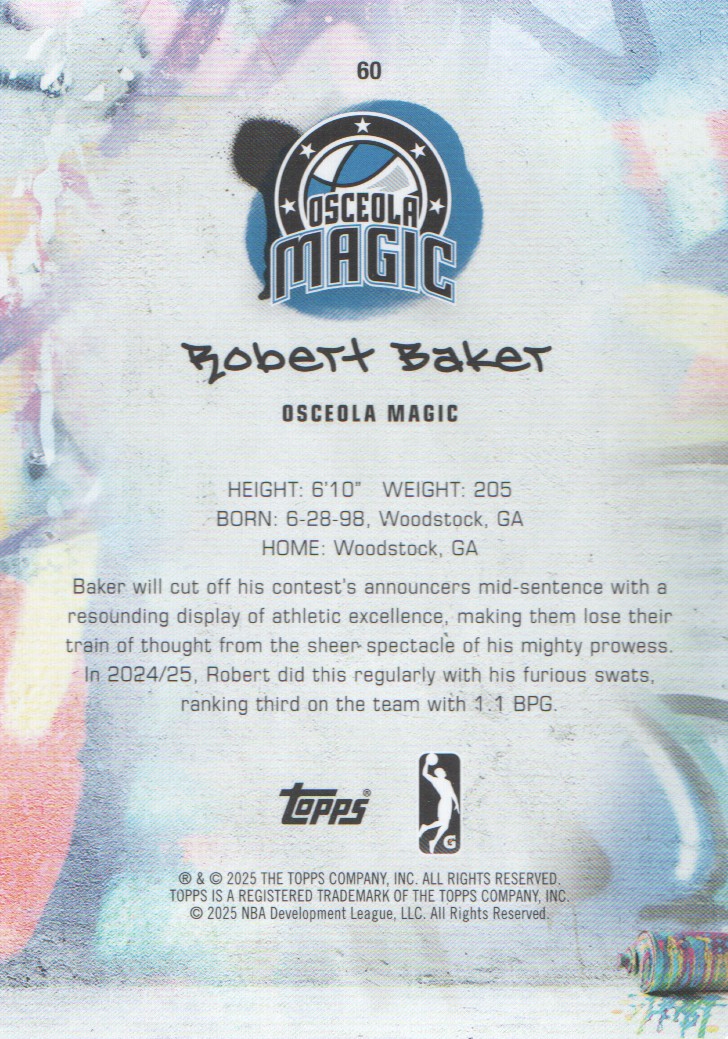 60
OSCEOLA
MAGIC
Robert Baker
OSCEOLA MAGIC
HEIGHT: 6'10" WEIGHT: 205
BORN: 6-28-98, Woodstock, GA
HOME: Woodstock, GA
Baker will cut off his contest's announcers mid-sentence with a
resounding display of athletic excellence, making them lose their
train of thought from the sheer spectacle of his mighty prowess.
In 2024/25, Robert did this regularly with his furious swats,
ranking third on the team with 1.1 BPG.
Topps®
G
® & © 2025 THE TOPPS COMPANY, INC. ALL RIGHTS RESERVED.
TOPPS IS A REGISTERED TRADEMARK OF THE TOPPS COMPANY, INC.
© 2025 NBA Development League, LLC. All Rights Reserved.